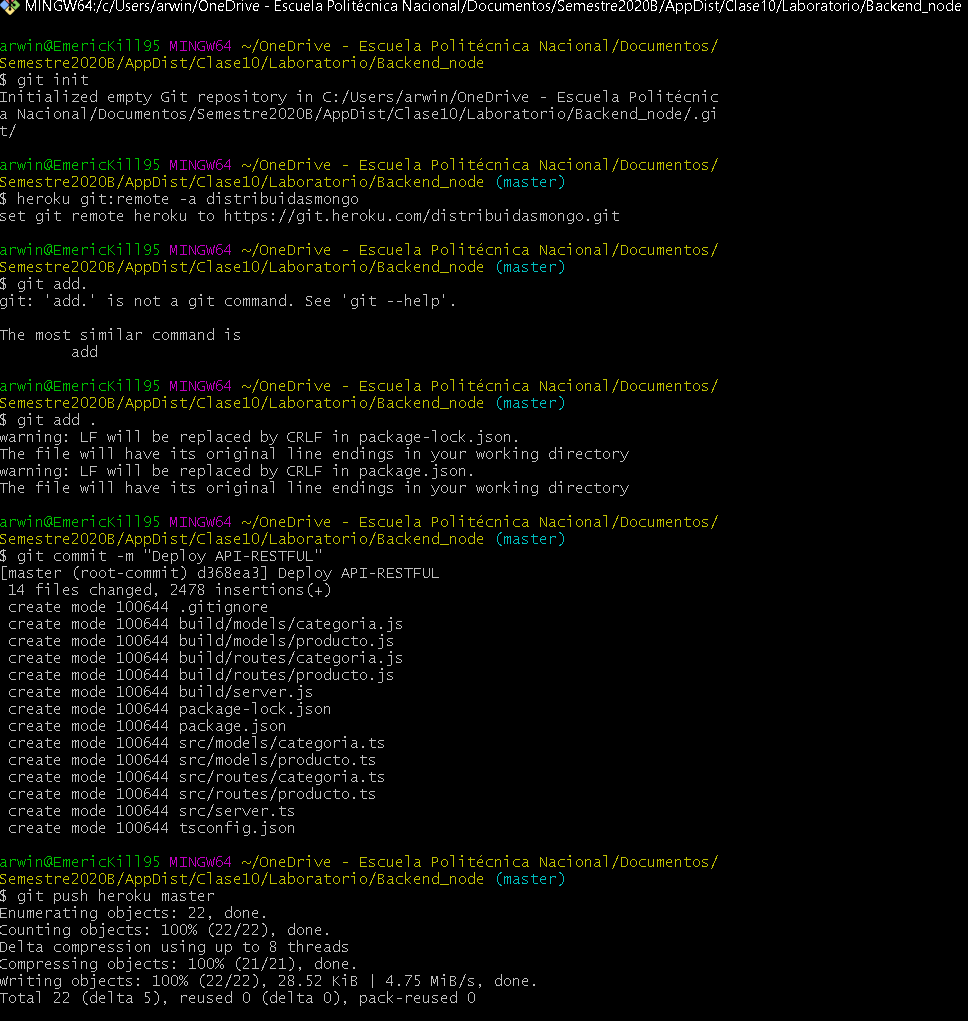 MINGW64:/c/Users/arwin/OneDrive - Escuela Politécnica Nacional/Documentos/Semestre2020B/AppDist/Clase10/Laboratorio/Backend_node
arwin@EmericKill95 MINGW64 ~/OneDrive - Escuela Politécnica Nacional/Documentos/
Semestre2020B/AppDist/Clase10/Laboratorio/Backend_node
$ git init
Initialized empty Git repository in C:/Users/arwin/OneDrive - Escuela Politécnic
a Nacional/Documentos/Semestre2020B/AppDist/Clase10/Laboratorio/Backend_node/.gi
t/
arwin@EmericKill95 MINGW64 ~/OneDrive - Escuela Politécnica Nacional/Documentos/
Semestre2020B/AppDist/Clase10/Laboratorio/Backend_node (master)
$ heroku git:remote -a distribuidasmongo
set git remote heroku to https://git.heroku.com/distribuidasmongo.git
arwin@EmericKill95 MINGW64 ~/OneDrive - Escuela Politécnica Nacional/Documentos/
Semestre2020B/AppDist/Clase10/Laboratorio/Backend_node (master)
$ git add.
git: 'add.' is not a git command. See 'git --help'.
The most similar command is
add
arwin@EmericKill95 MINGW64 ~/OneDrive - Escuela Politécnica Nacional/Documentos/
Semestre2020B/AppDist/Clase10/Laboratorio/Backend_node (master)
$ git add .
warning: LF will be replaced by CRLF in package-lock.json.
The file will have its original line endings in your working directory
warning: LF will be replaced by CRLF in package.json.
The file will have its original line endings in your working directory
arwin@EmericKill95 MINGW64 ~/OneDrive - Escuela Politécnica Nacional/Documentos/
Semestre2020B/AppDist/Clase10/Laboratorio/Backend_node (master)
$ git commit -m "Deploy API-RESTFUL"
[master (root-commit) d368ea3] Deploy API-RESTFUL
14 files changed, 2478 insertions(+)
create mode 100644 .gitignore
create mode 100644 build/models/categoria.js
create mode 100644 build/models/producto.js
create mode 100644 build/routes/categoria.js
create mode 100644 build/routes/producto.js
create mode 100644 build/server.js
create mode 100644 package-lock.json
create mode 100644 package.json
create mode 100644 src/models/categoria.ts
create mode 100644 src/models/producto.ts
create mode 100644 src/routes/categoria.ts
create mode 100644 src/routes/producto.ts
create mode 100644 src/server.ts
create mode 100644 tsconfig.json
arwin@EmericKill95 MINGW64 ~/OneDrive - Escuela Politécnica Nacional/Documentos/
Semestre2020B/AppDist/Clase10/Laboratorio/Backend_node (master)
$ git push heroku master
Enumerating objects: 22, done.
Counting objects: 100% (22/22), done.
Delta compression using up to 8 threads
Compressing objects: 100% (21/21), done.
Writing objects: 100% (22/22), 28.52 KiB | 4.75 MiB/s, done.
Total 22 (delta 5), reused 0 (delta 0), pack-reused 0